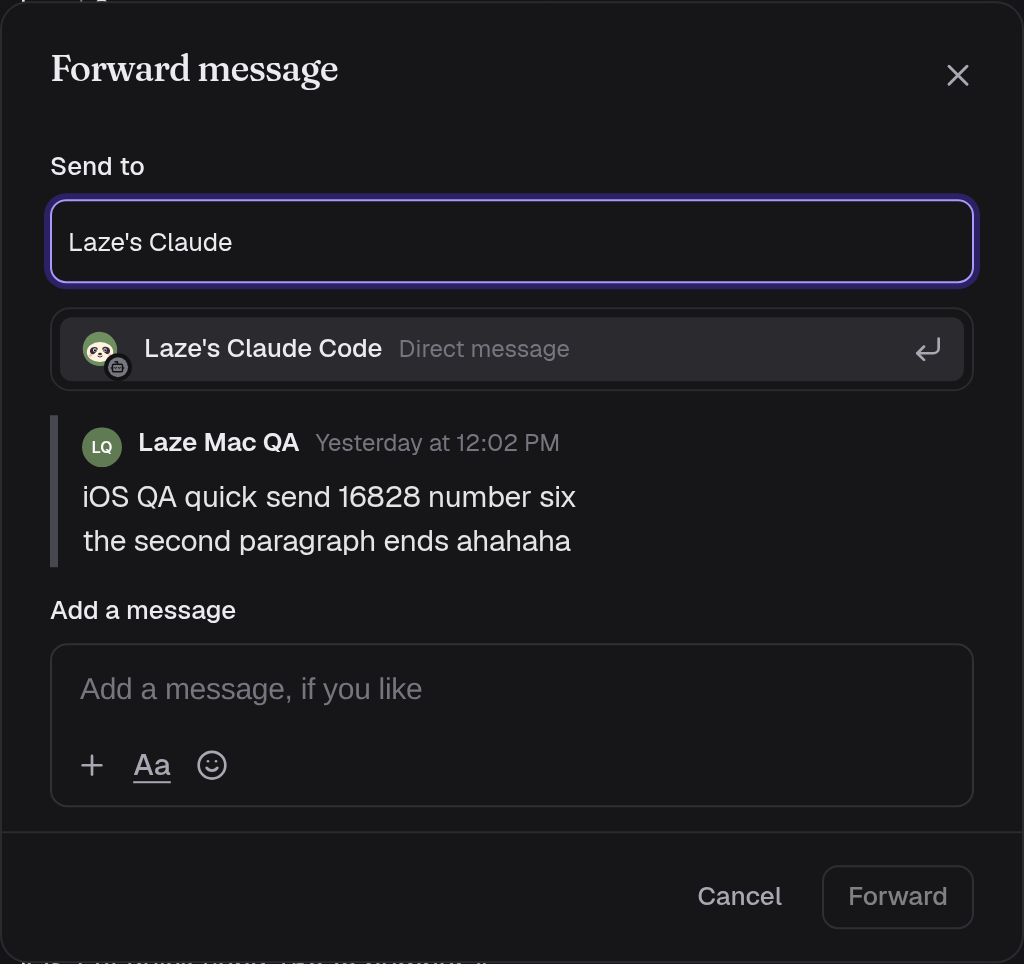 Forward message
Send to
Laze's Claude
Laze's Claude Code Direct message
LQ Laze Mac QA Yesterday at 12:02 PM
iOS QA quick send 16828 number six
the second paragraph ends ahahaha
Add a message
Add a message, if you like
Aa
Cancel Forward